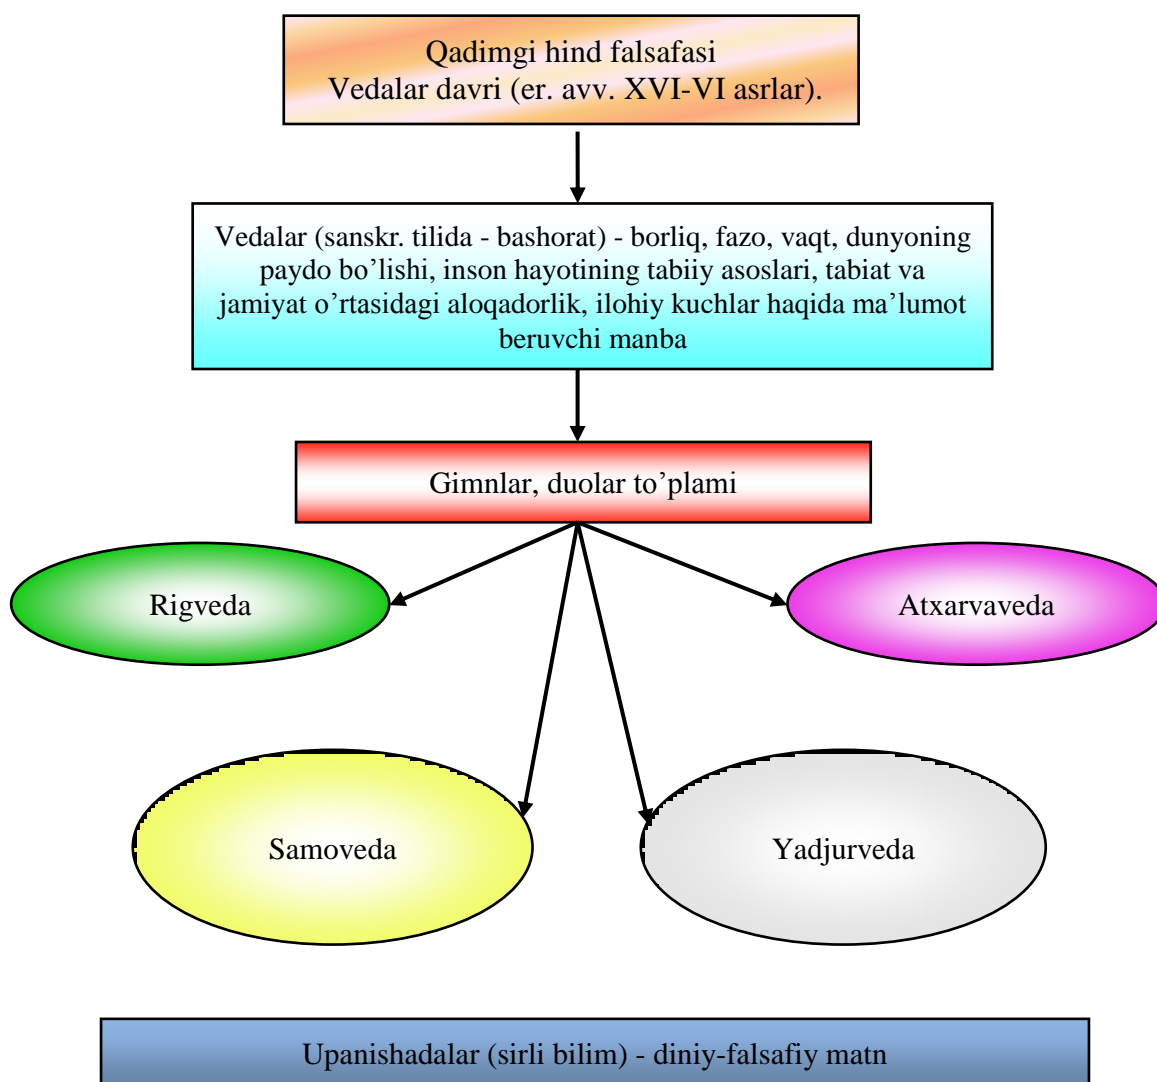 Qadimgi hind falsafasi
Vedalar davri (er. avv. XVI-VI asrlar).
Vedalar (sanskr. tilida - bashorat) - borliq, fazo, vaqt, dunyoning
paydo bo’lishi, inson hayotining tabiiy asoslari, tabiat va
jamiyat o’rtasidagi aloqadorlik, ilohiy kuchlar haqida ma’lumot
beruvchi manba
Gimnlar, duolar to’plami
Rigveda
Atxarvaveda
Samoveda
Yadjurveda
Upanishadalar (sirli bilim) - diniy-falsafiy matn